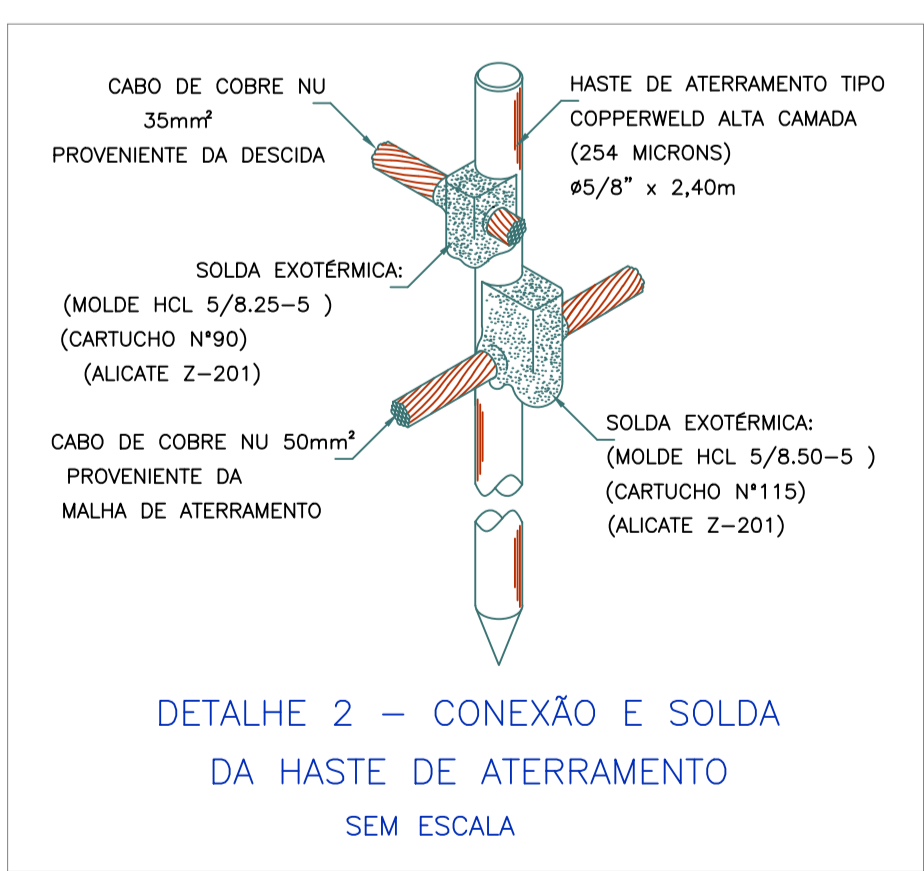 CABO DE COBRE NU
35mm²
PROVENIENTE DA DESCIDA
HASTE DE ATERRAMENTO TIPO
COPPERWELD ALTA CAMADA
(254 MICRONS)
ø5/8" x 2,40m
SOLDA EXOTÉRMICA:
(MOLDE HCL 5/8.25-5 )
(CARTUCHO N°90)
(ALICATE Z-201)
CABO DE COBRE NU 50mm²
PROVENIENTE DA
MALHA DE ATERRAMENTO
SOLDA EXOTÉRMICA:
(MOLDE HCL 5/8.50-5 )
(CARTUCHO N°115)
(ALICATE Z-201)
DETALHE 2 - CONEXÃO E SOLDA
DA HASTE DE ATERRAMENTO
SEM ESCALA